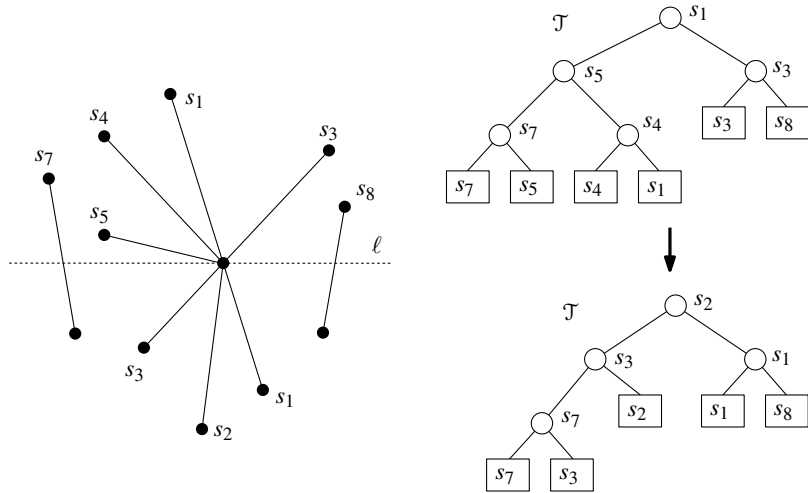 s₁
s₄
s₃
s₇
s₈
s₅
ℓ
s₃
s₁
s₂
𝒯
s₁
s₅
s₃
s₇
s₄
s₃ s₈
s₇ s₅ s₄ s₁
𝒯
s₂
s₃
s₁
s₇
s₂
s₁ s₈
s₇ s₃